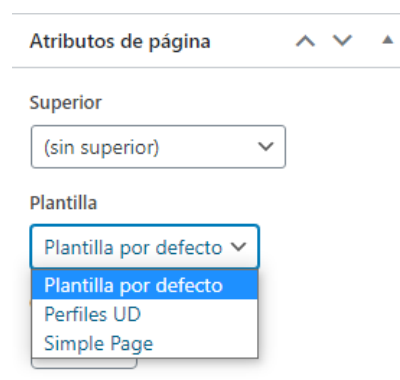 Atributos de página
Superior
(sin superior)
Plantilla
Plantilla por defecto
Plantilla por defecto
Perfiles UD
Simple Page